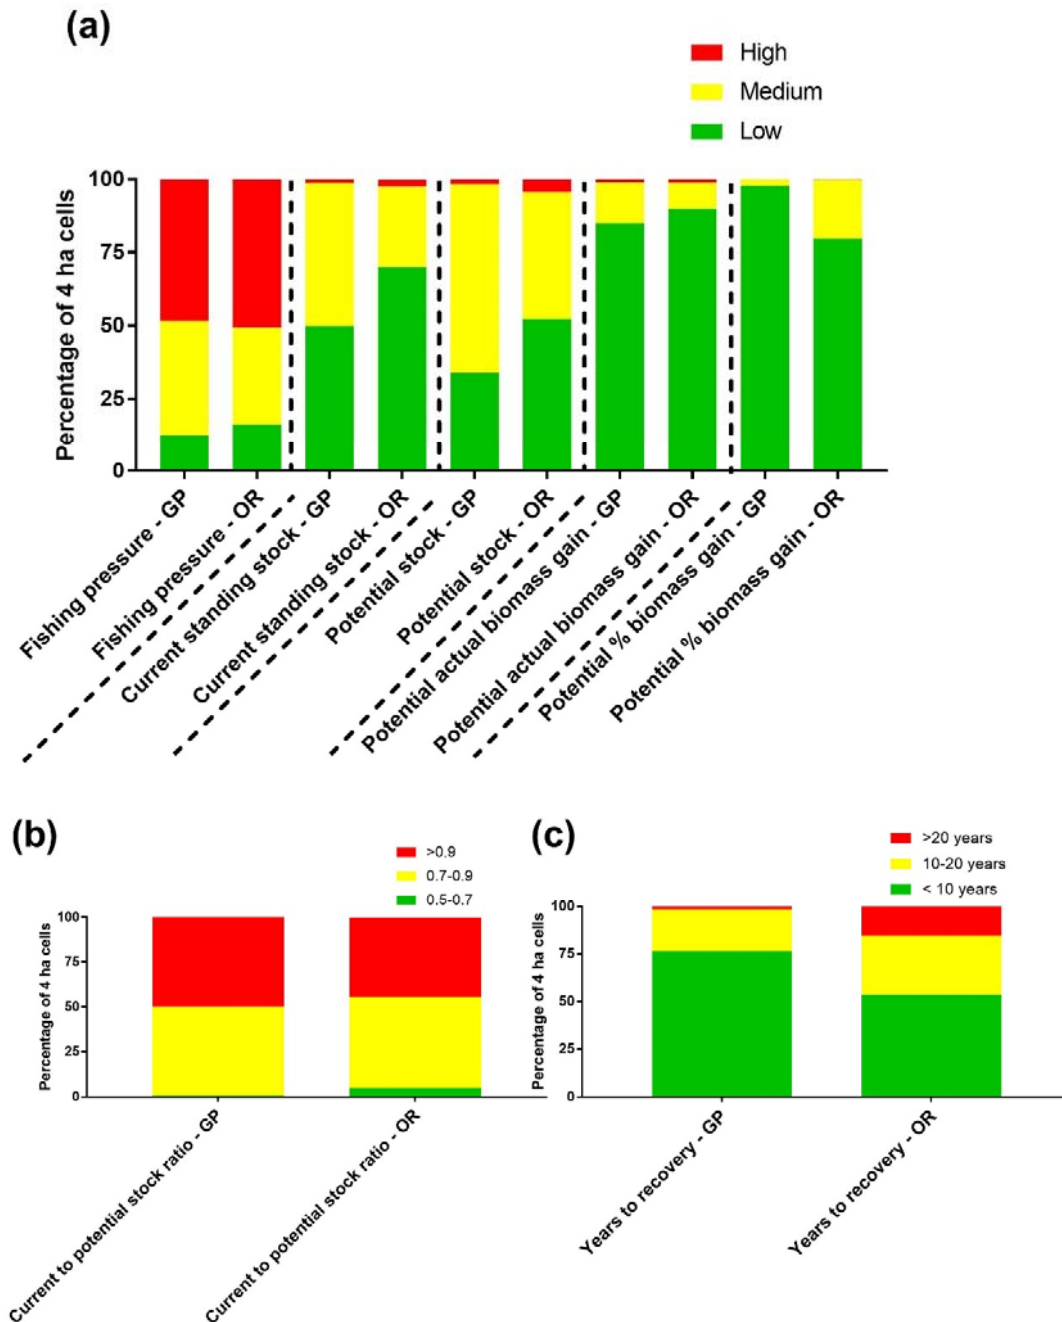 (a)
High
Medium
Low
Percentage of 4 ha cells
100
75
50
25
0
Fishing pressure - GP
Fishing pressure - OR
Current standing stock - GP
Current standing stock - OR
Potential stock - GP
Potential stock - OR
Potential actual biomass gain - GP
Potential actual biomass gain - OR
Potential % biomass gain - GP
Potential % biomass gain - OR
(b)
>0.9
0.7-0.9
0.5-0.7
Percentage of 4 ha cells
100
75
50
25
0
Current to potential stock ratio - GP
Current to potential stock ratio - OR
(c)
>20 years
10-20 years
< 10 years
Percentage of 4 ha cells
100
75
50
25
0
Years to recovery - GP
Years to recovery - OR